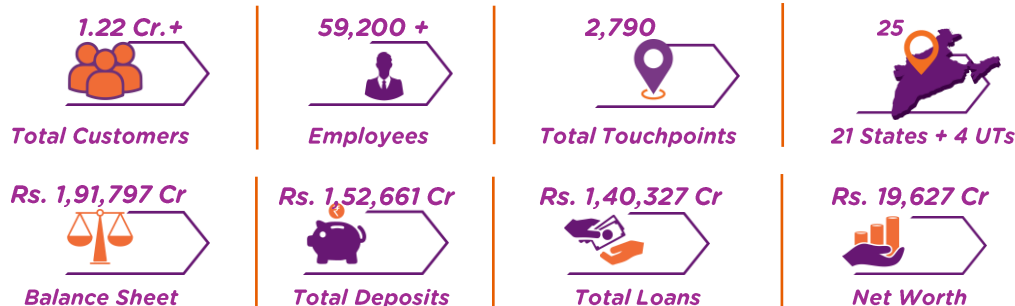 1.22 Cr.+
Total Customers
59,200 +
Employees
2,790
Total Touchpoints
25
21 States + 4 UTs
Rs. 1,91,797 Cr
Balance Sheet
Rs. 1,52,661 Cr
₹
Total Deposits
Rs. 1,40,327 Cr
Total Loans
Rs. 19,627 Cr
Net Worth